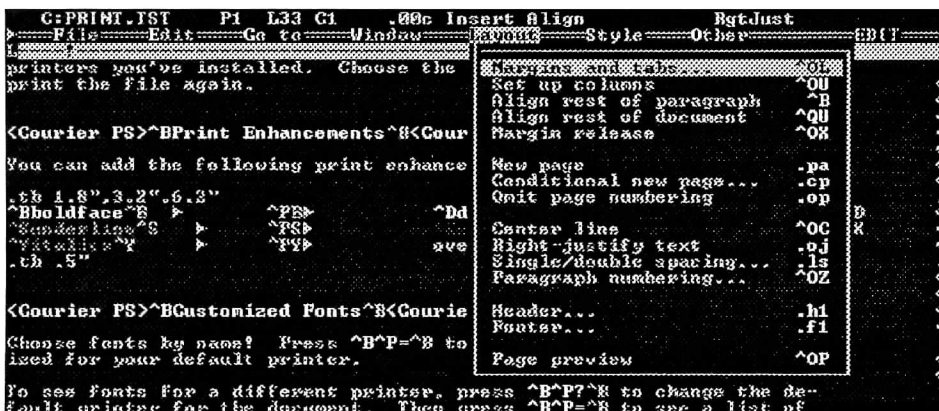 C:PRINT.TST P1 L33 C1 .00c Insert Align RgtJust
File Edit Go to Window Layout Style Other EDIT
printers you've installed. Choose the
print the file again.
<Courier PS>^BPrint Enhancements^B<Cour
You can add the following print enhance
.tb 1.8",3.2",6.3"
^Bboldface^B ^PB ^Dd
^Sunderline^S ^PS
^Yitalics^Y ^PY ove
.tb .5"
<Courier PS>^BCustomized Fonts^B<Courie
Choose fonts by name! Press ^B^P=^B to
ized for your default printer.
To see fonts for a different printer, press ^B^P?^B to change the de-
fault printer for the document. Then press ^B^P=^B to see a list of
Margins and tabs... ^OL
Set up columns ^OU
Align rest of paragraph ^B
Align rest of document ^QU
Margin release ^OX
New page .pa
Conditional new page... .cp
Omit page numbering .op
Center line ^OC
Right-justify text .oj
Single/double spacing... .ls
Paragraph numbering... ^OZ
Header... .h1
Footer... .f1
Page preview ^OP